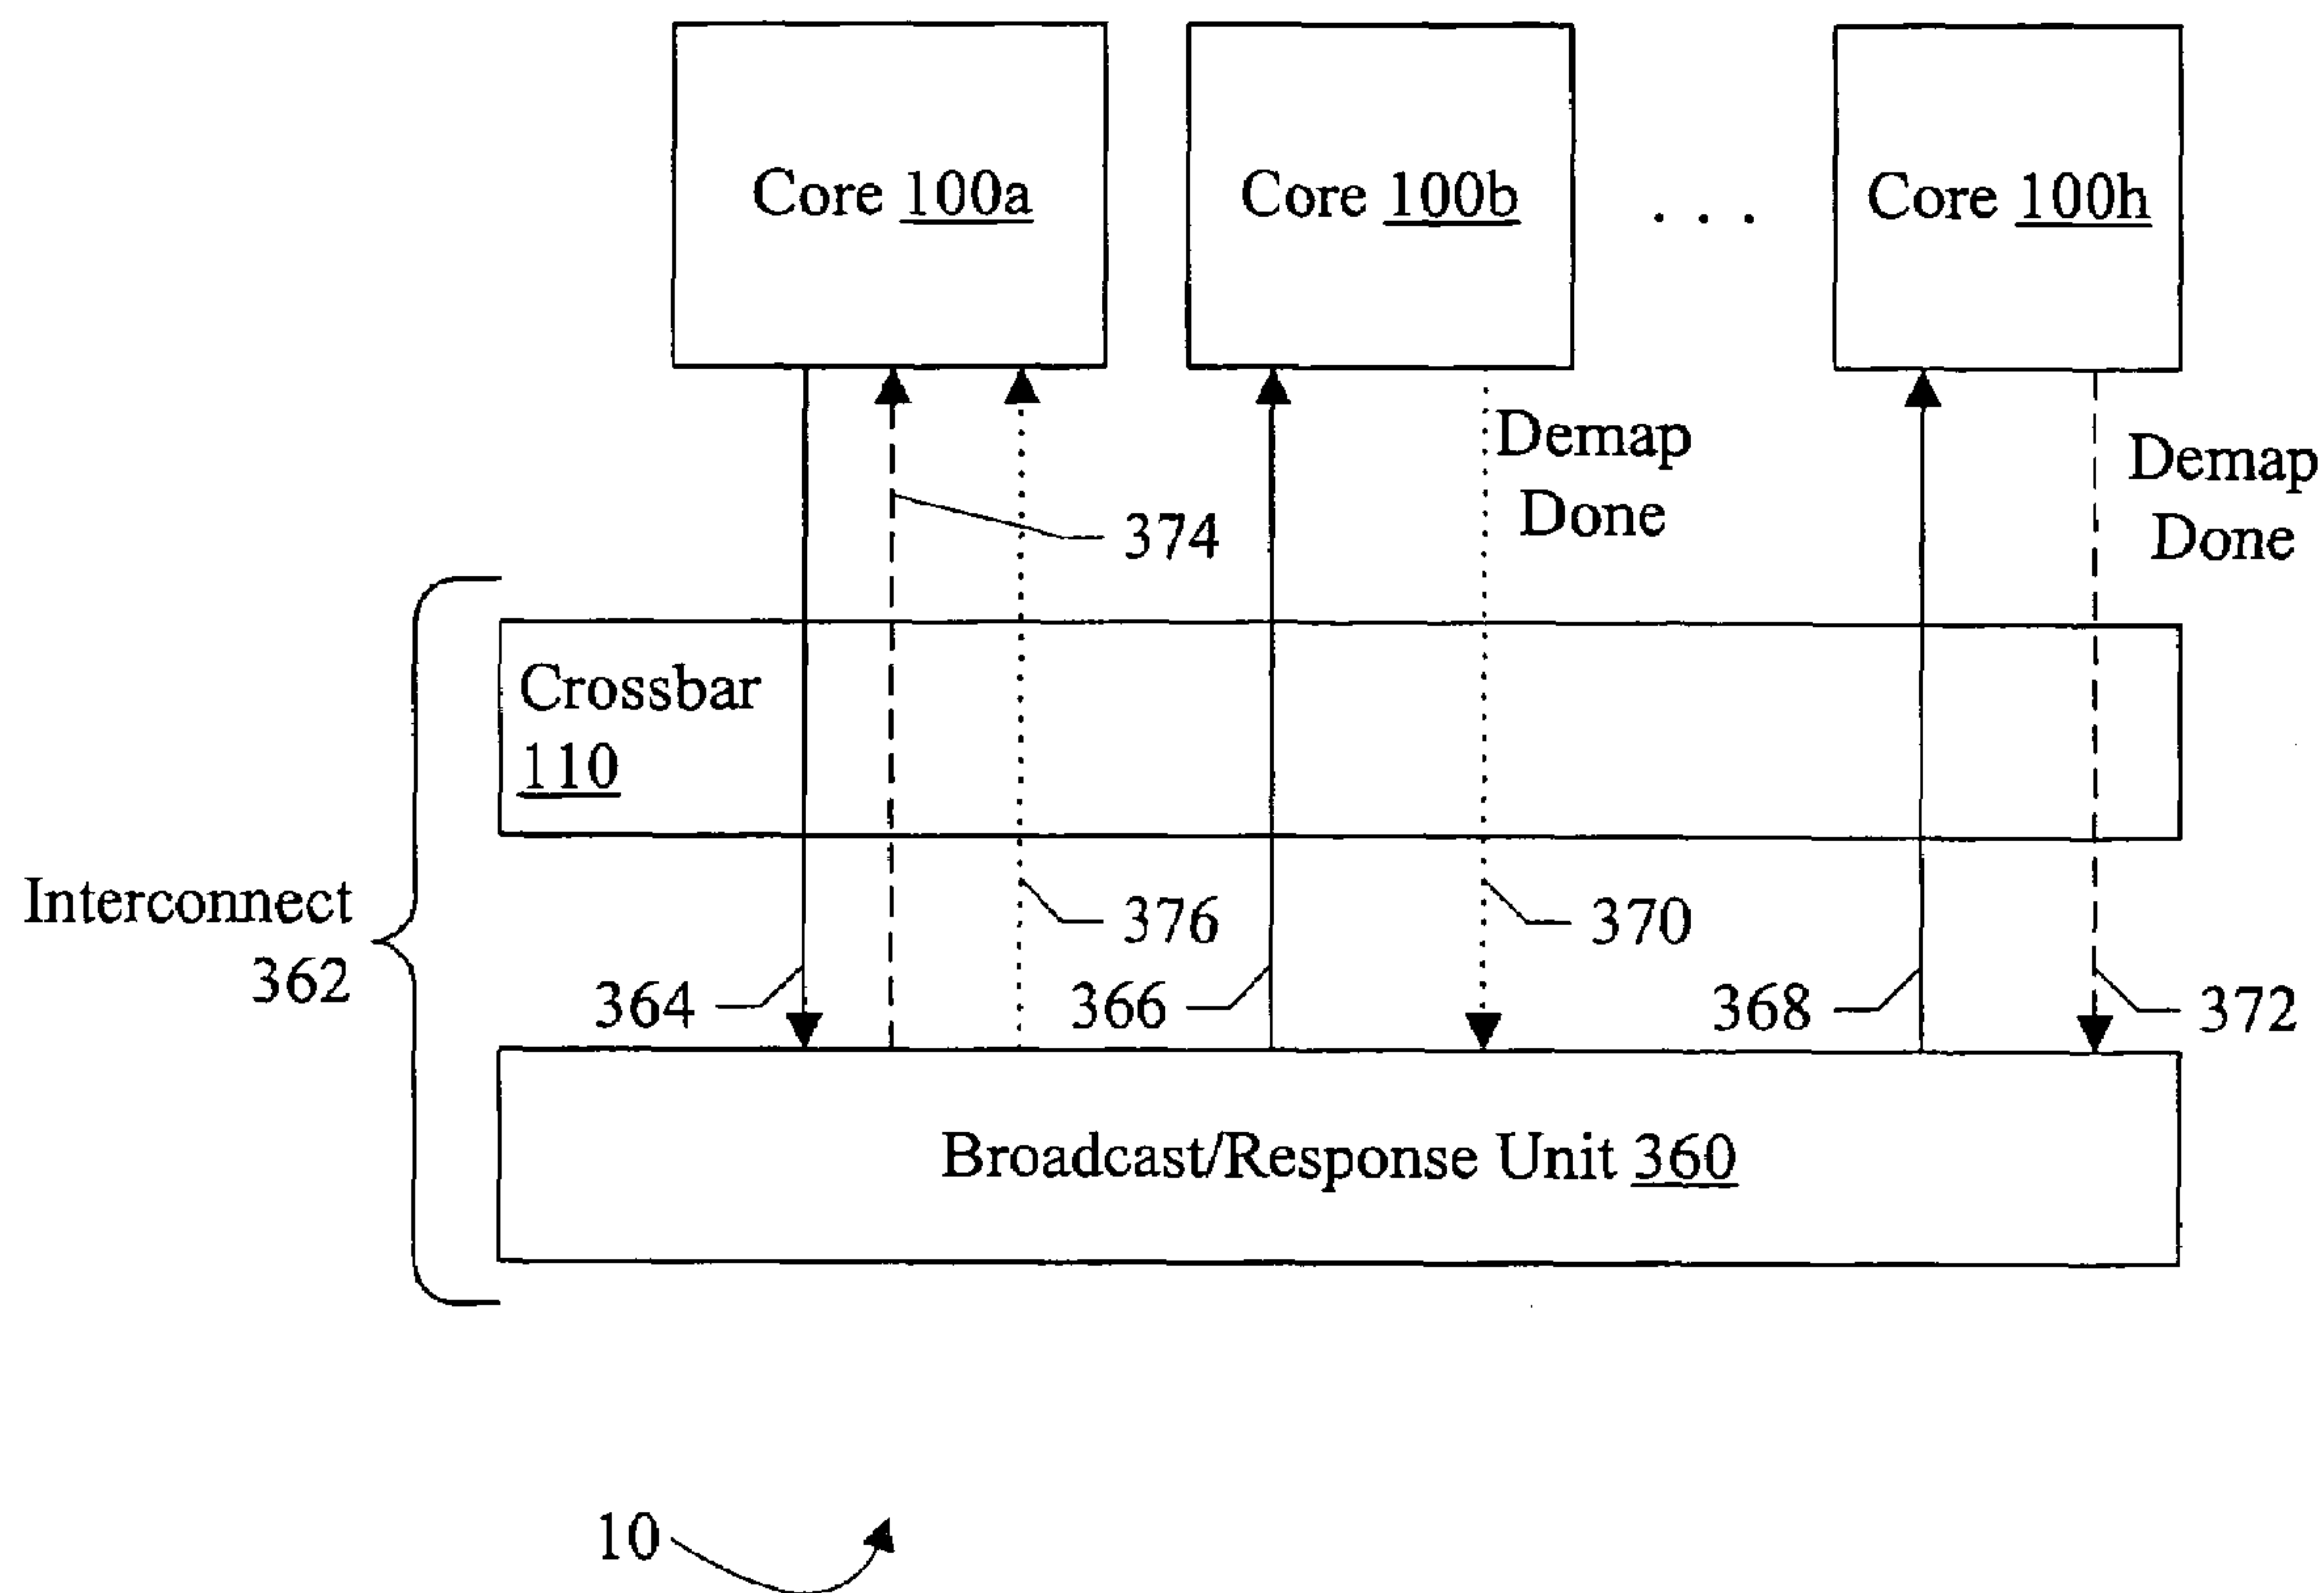 Core 100a
Core 100b
. . .
Core 100h
Demap
Done
Demap
Done
374
Crossbar
110
Interconnect
362
376
370
364
366
368
372
Broadcast/Response Unit 360
10